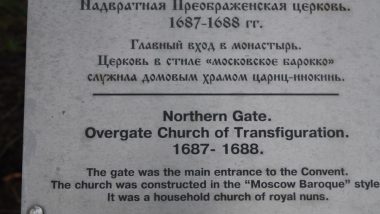 Надвратная Преображенская церковь.
1687-1688 гг.
Главный вход в монастырь.
Церковь в стиле «московское барокко»
служила домовым храмом цариц-инокинь.
Northern Gate.
Overgate Church of Transfiguration.
1687- 1688.
The gate was the main entrance to the Convent.
The church was constructed in the “Moscow Baroque” style
It was a household church of royal nuns.